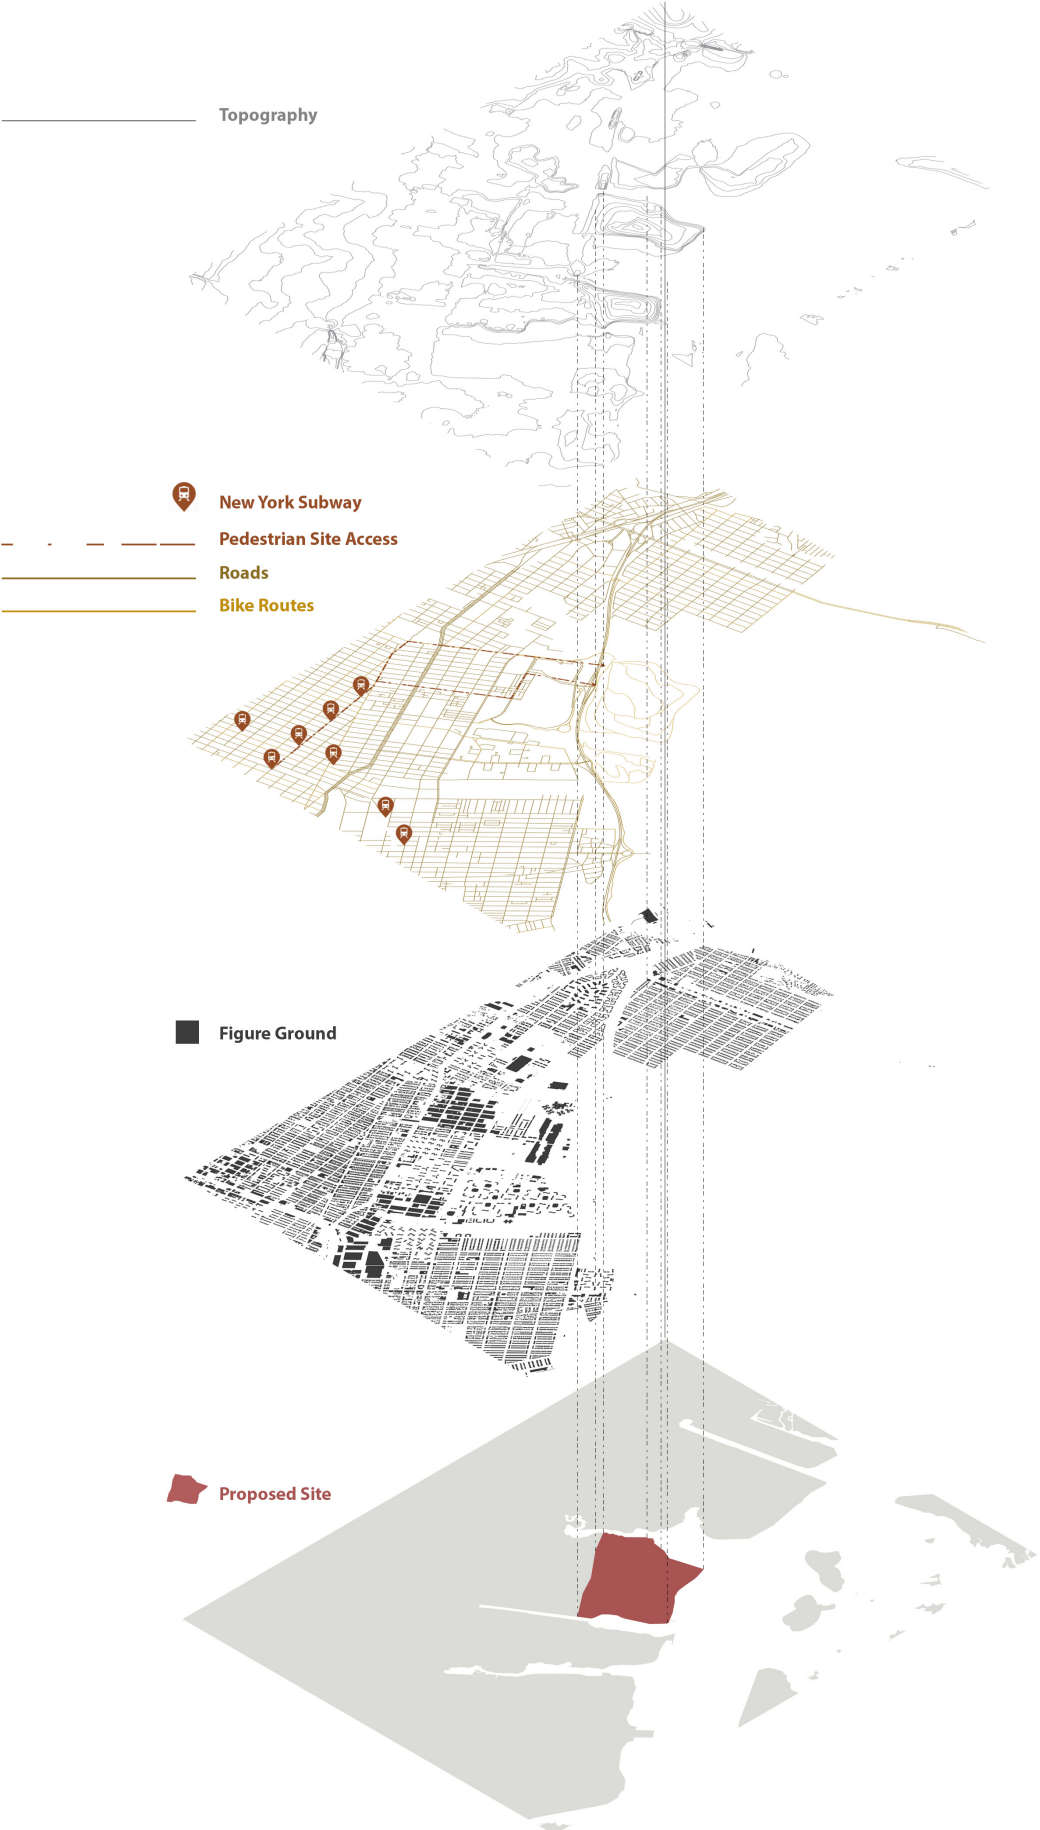 Topography
New York Subway
Pedestrian Site Access
Roads
Bike Routes
Figure Ground
Proposed Site